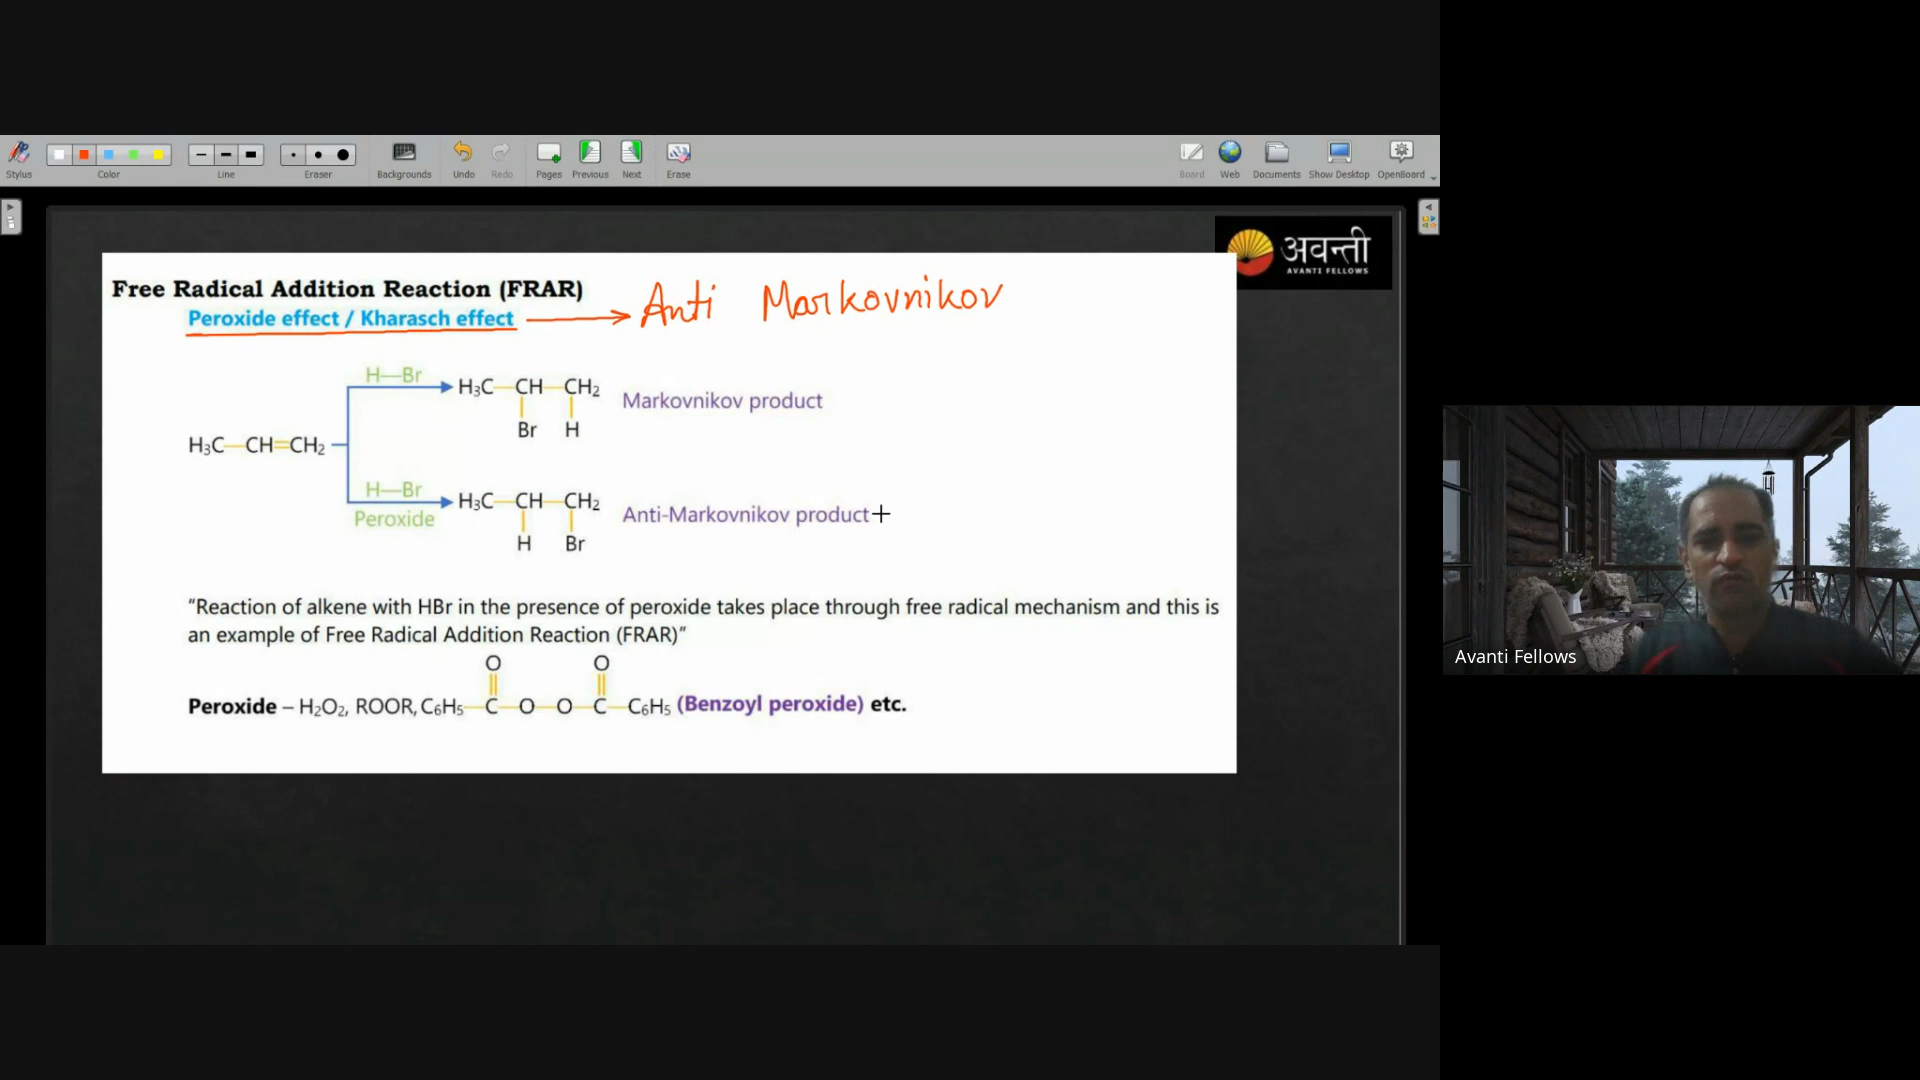 Stylus Color Line Eraser Backgrounds Undo Redo Pages Previous Next Erase Board Web Documents Show Desktop OpenBoard
अवन्ती
AVANTI FELLOWS
Free Radical Addition Reaction (FRAR)
Peroxide effect / Kharasch effect → Anti Markovnikov
H—Br
H₃C—CH—CH₂
Markovnikov product
Br H
H₃C—CH=CH₂
H—Br
Peroxide
H₃C—CH—CH₂
Anti-Markovnikov product
H Br
“Reaction of alkene with HBr in the presence of peroxide takes place through free radical mechanism and this is
an example of Free Radical Addition Reaction (FRAR)”
O O
Peroxide – H₂O₂, ROOR, C₆H₅—C—O—O—C—C₆H₅ (Benzoyl peroxide) etc.
Avanti Fellows